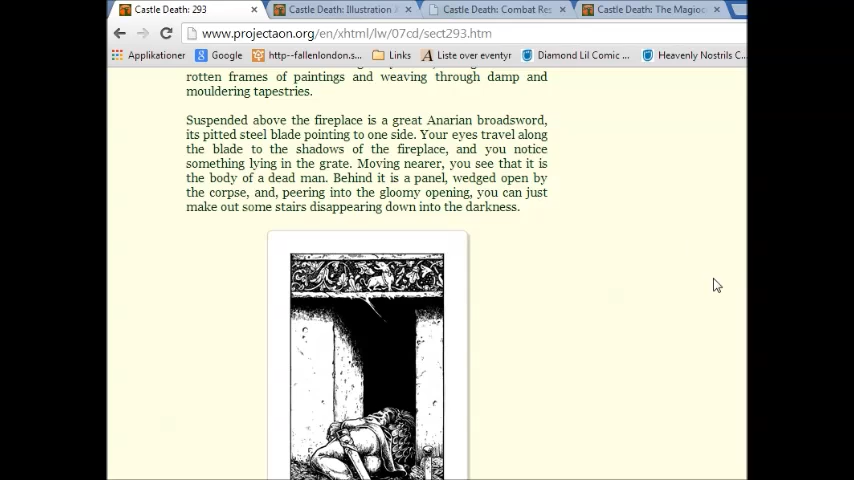 Castle Death: 293
Castle Death: Illustration
Castle Death: Combat Re
Castle Death: The Magic
www.projectaon.org/en/xhtml/lw/07cd/sect293.htm
Applikationer
Google
http--fallenlondon.s...
Links
Liste over eventyr
Diamond Lil Comic ...
Heavenly Nostrils C...
rotten frames of paintings and weaving through damp and
mouldering tapestries.
Suspended above the fireplace is a great Anarian broadsword,
its pitted steel blade pointing to one side. Your eyes travel along
the blade to the shadows of the fireplace, and you notice
something lying in the grate. Moving nearer, you see that it is
the body of a dead man. Behind it is a panel, wedged open by
the corpse, and, peering into the gloomy opening, you can just
make out some stairs disappearing down into the darkness.